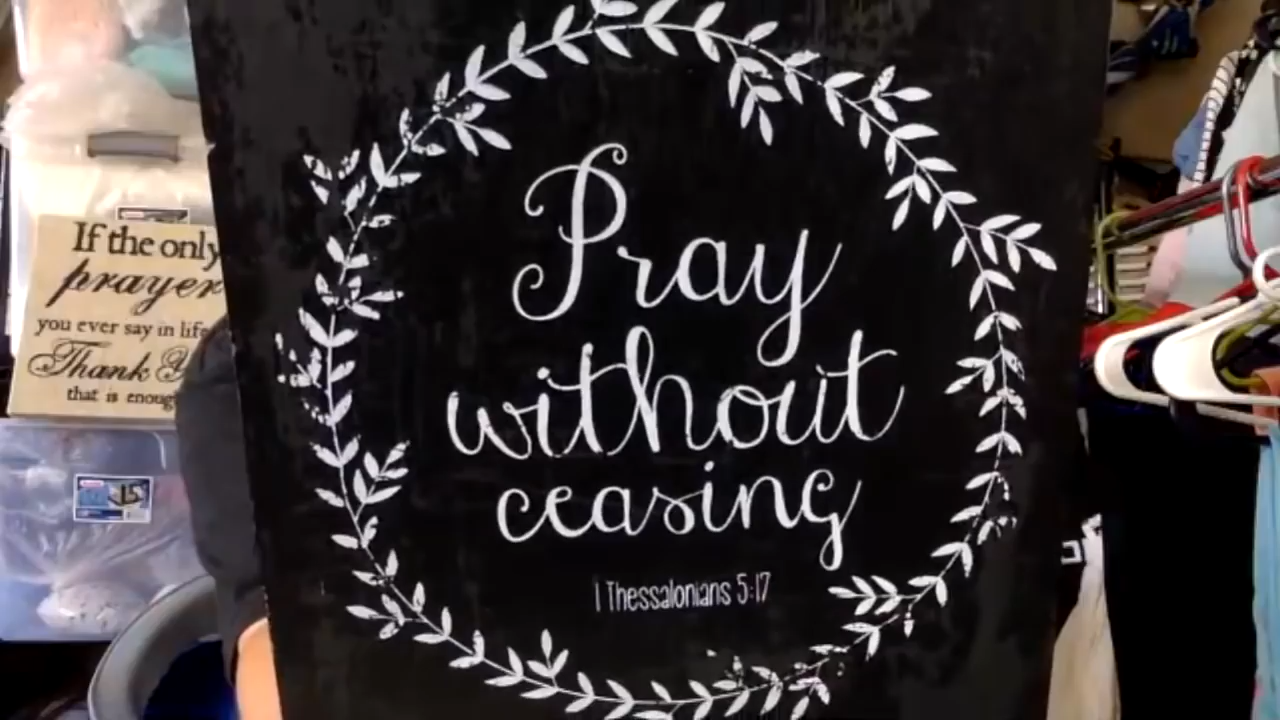 Pray
without
ceasing
1 Thessalonians 5:17
If the only
prayer
you ever say in life
Thank
that is